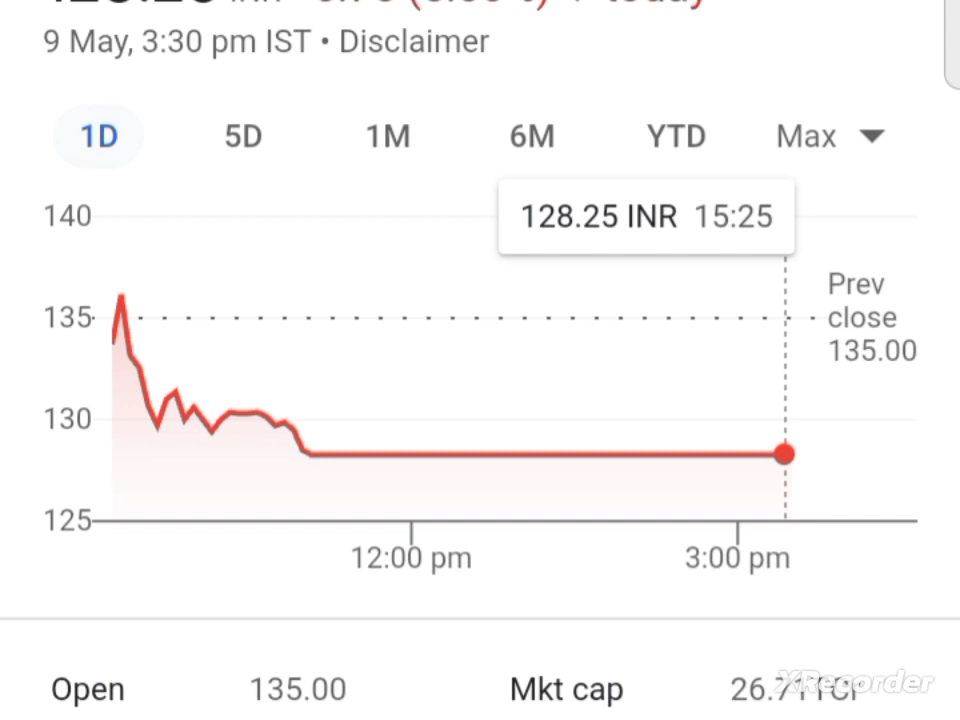 9 May, 3:30 pm IST • Disclaimer
1D 5D 1M 6M YTD Max
128.25 INR 15:25
140
135
130
125
Prev
close
135.00
12:00 pm 3:00 pm
Open 135.00 Mkt cap
XRecorder